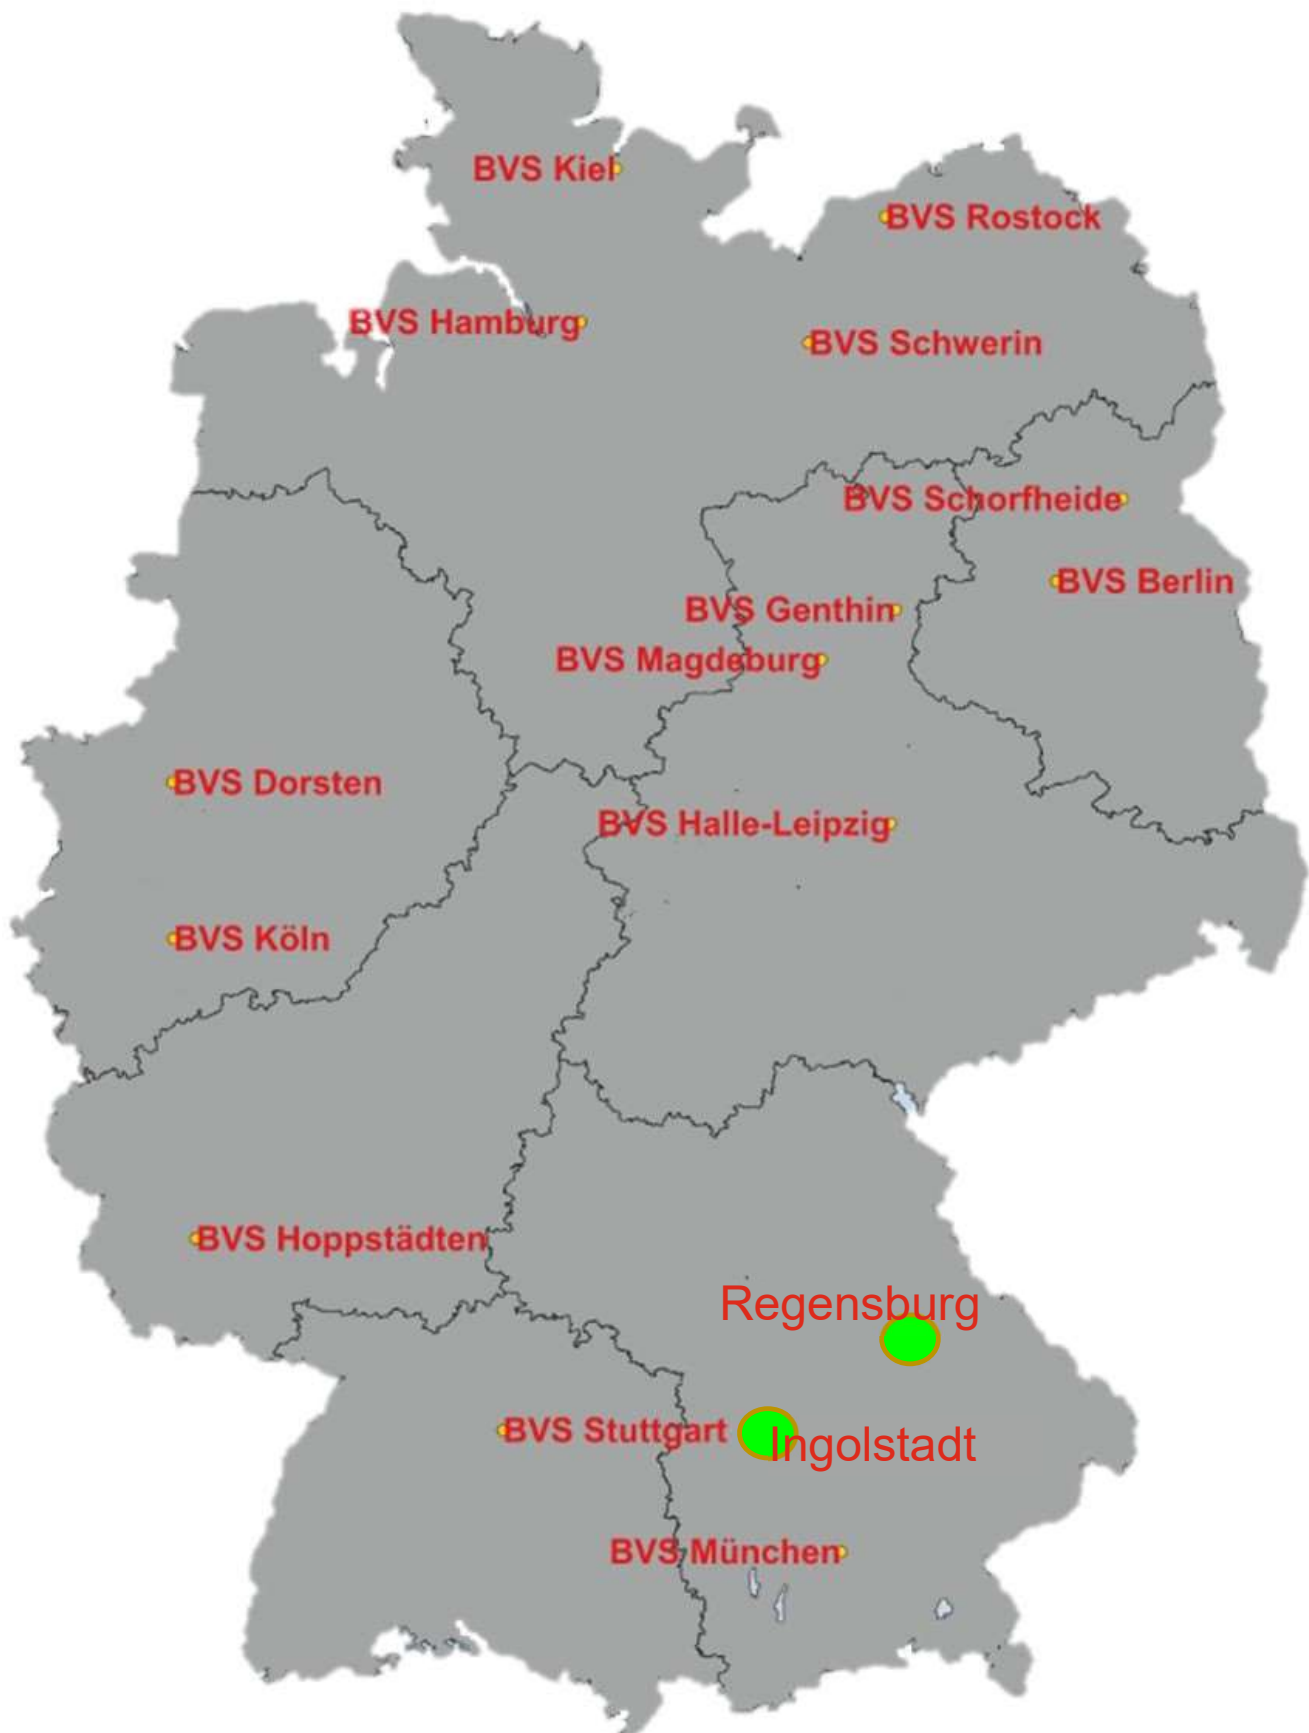 BVS Kiel
BVS Rostock
BVS Hamburg
BVS Schwerin
BVS Schorfheide
BVS Berlin
BVS Genthin
BVS Magdeburg
BVS Dorsten
BVS Halle-Leipzig
BVS Köln
BVS Hoppstädten
Regensburg
BVS Stuttgart
Ingolstadt
BVS München